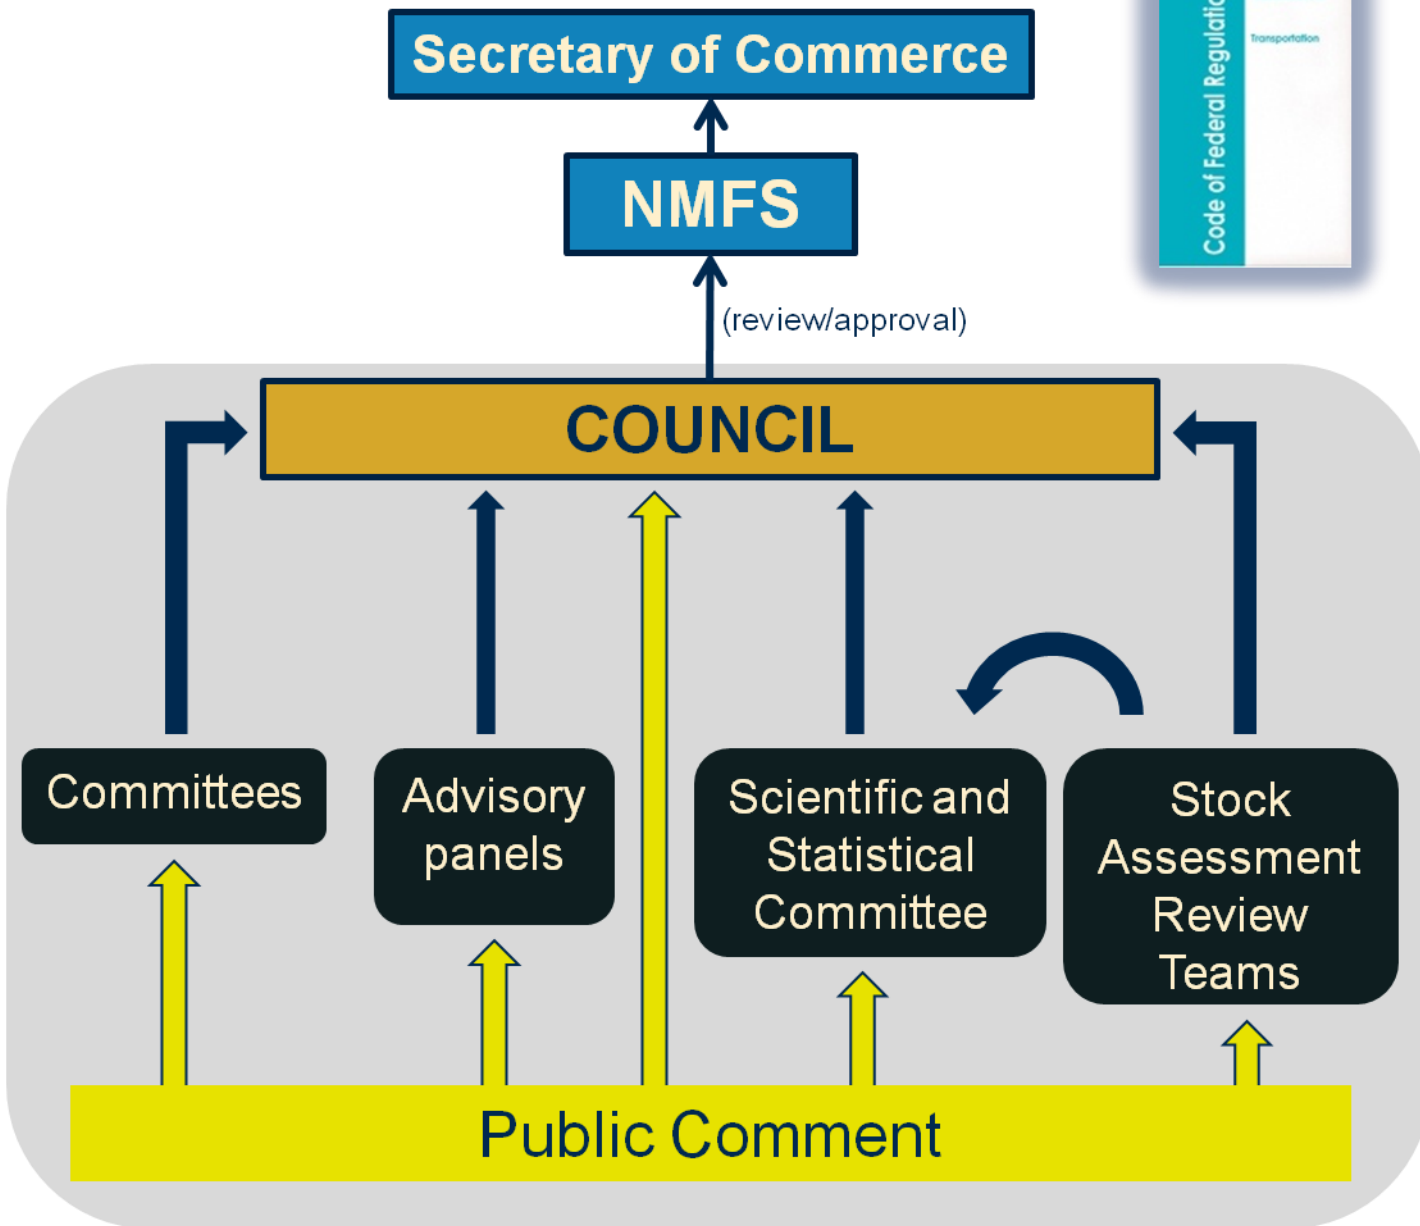 Secretary of Commerce
Transportation
Code of Federal
NMFS
(review/approval)
COUNCIL
Committees
Advisory
panels
Scientific and
Statistical
Committee
Stock
Assessment
Review
Teams
Public Comment